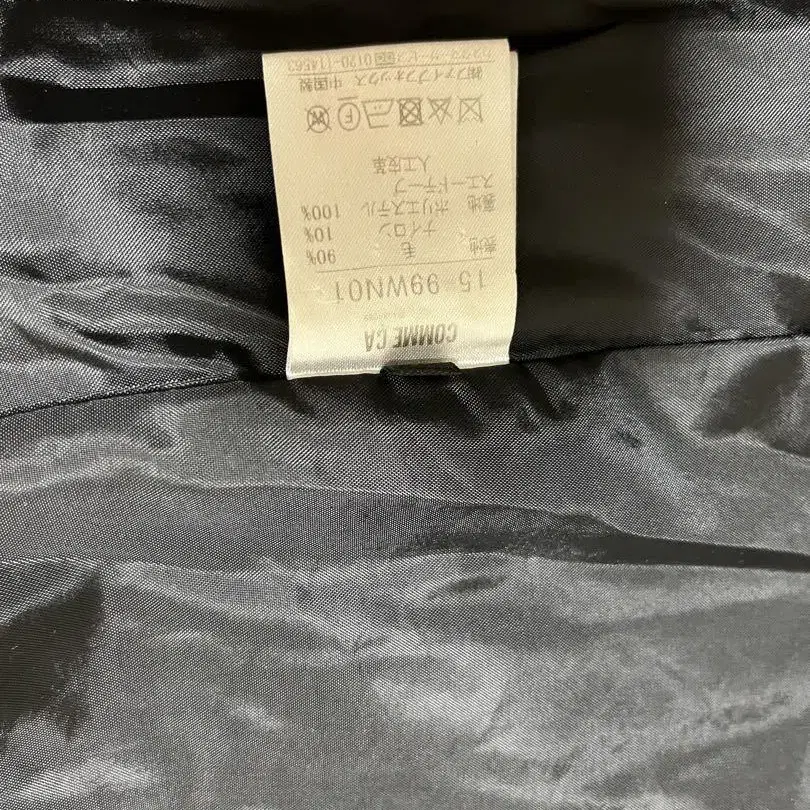 COMME CA
15-99WN01
表地 毛 90%
ナイロン 10%
裏地 ポリエステル 100%
スエードテープ
人工皮革
W F
㈱ファイブフォックス 中国製